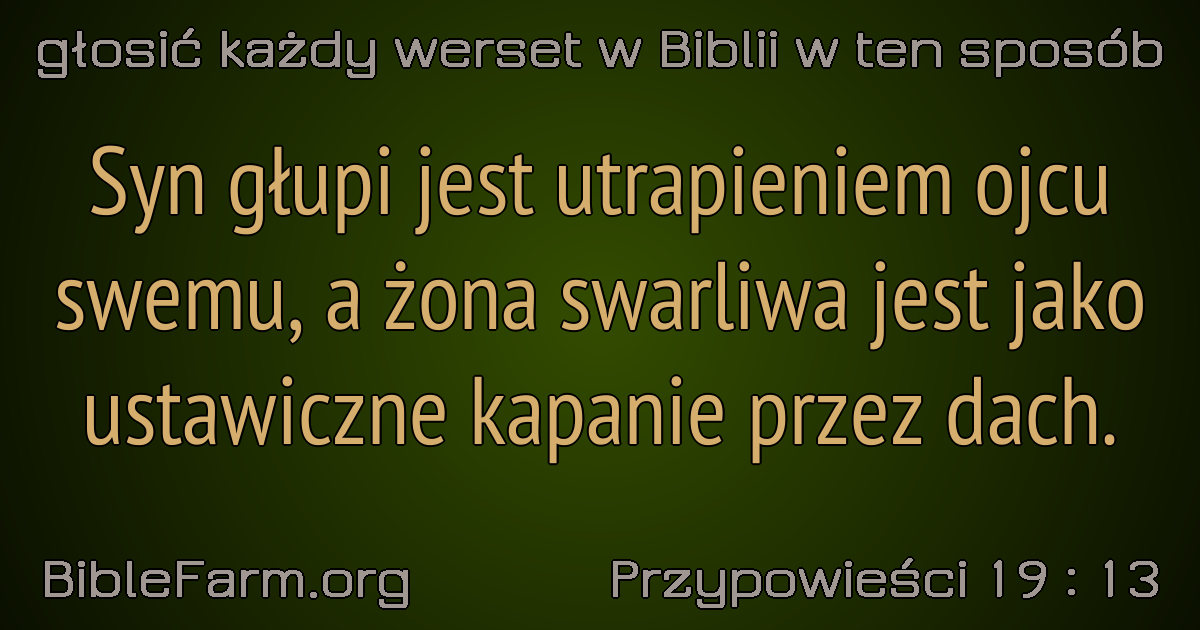 głosić każdy werset w Biblii w ten sposób
Syn głupi jest utrapieniem ojcu
swemu, a żona swarliwa jest jako
ustawiczne kapanie przez dach.
BibleFarm.org
Przypowieści 19 : 13